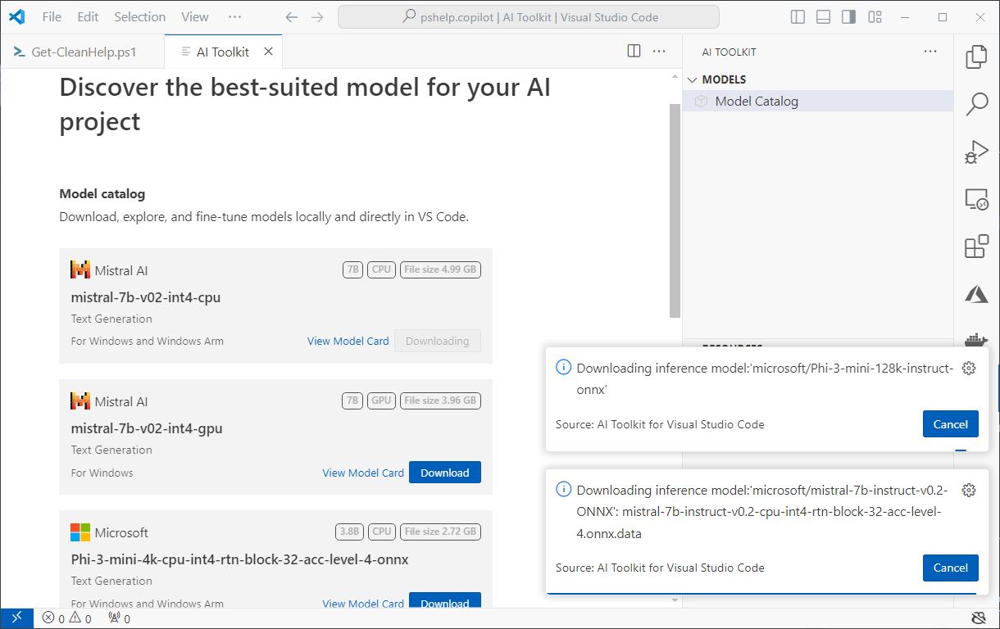 File Edit Selection View ··· pshelp.copilot | AI Toolkit | Visual Studio Code
Get-CleanHelp.ps1 AI Toolkit
Discover the best-suited model for your AI
project
Model catalog
Download, explore, and fine-tune models locally and directly in VS Code.
Mistral AI 7B CPU File size 4.99 GB
mistral-7b-v02-int4-cpu
Text Generation
For Windows and Windows Arm View Model Card Downloading
Mistral AI 7B GPU File size 3.96 GB
mistral-7b-v02-int4-gpu
Text Generation
For Windows View Model Card Download
Microsoft 3.8B CPU File size 2.72 GB
Phi-3-mini-4k-cpu-int4-rtn-block-32-acc-level-4-onnx
Text Generation
For Windows and Windows Arm View Model Card Download
AI TOOLKIT
MODELS
Model Catalog
RESOURCES
Downloading inference model:'microsoft/Phi-3-mini-128k-instruct-
onnx'
Source: AI Toolkit for Visual Studio Code Cancel
Downloading inference model:'microsoft/mistral-7b-instruct-v0.2-
ONNX': mistral-7b-instruct-v0.2-cpu-int4-rtn-block-32-acc-level-
4.onnx.data
Source: AI Toolkit for Visual Studio Code Cancel
0 0 0